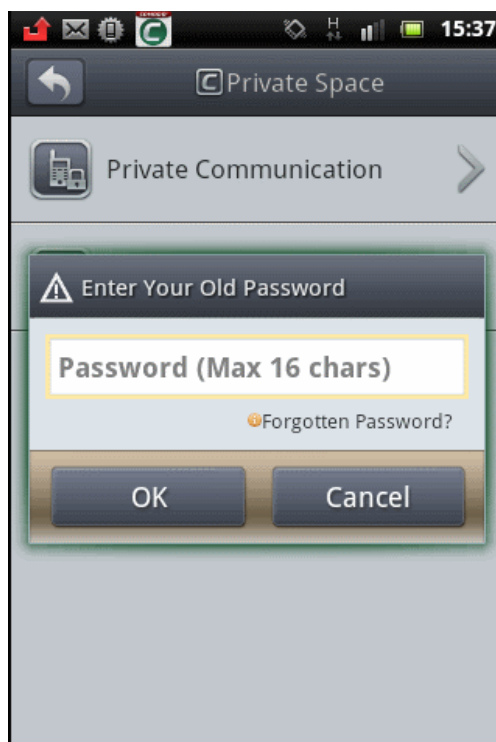 H
15:37
C Private Space
Private Communication
Enter Your Old Password
Password (Max 16 chars)
Forgotten Password?
OK
Cancel